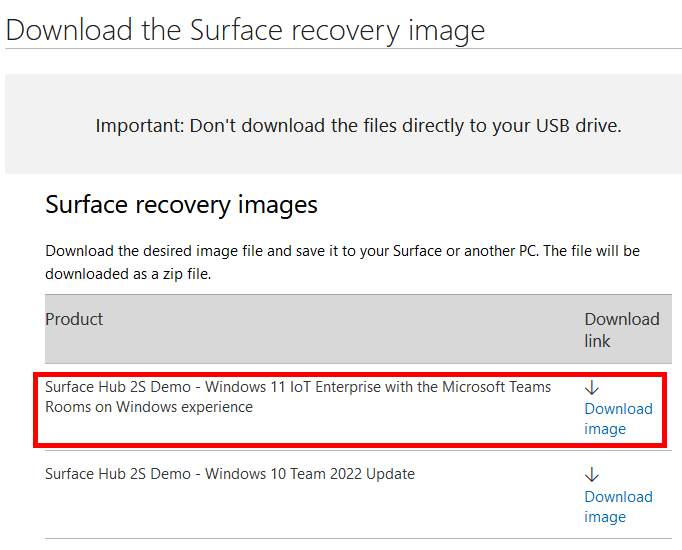 Download the Surface recovery image
Important: Don't download the files directly to your USB drive.
Surface recovery images
Download the desired image file and save it to your Surface or another PC. The file will be
downloaded as a zip file.
Product
Download
link
Surface Hub 2S Demo - Windows 11 IoT Enterprise with the Microsoft Teams
Rooms on Windows experience
Download
image
Surface Hub 2S Demo - Windows 10 Team 2022 Update
Download
image